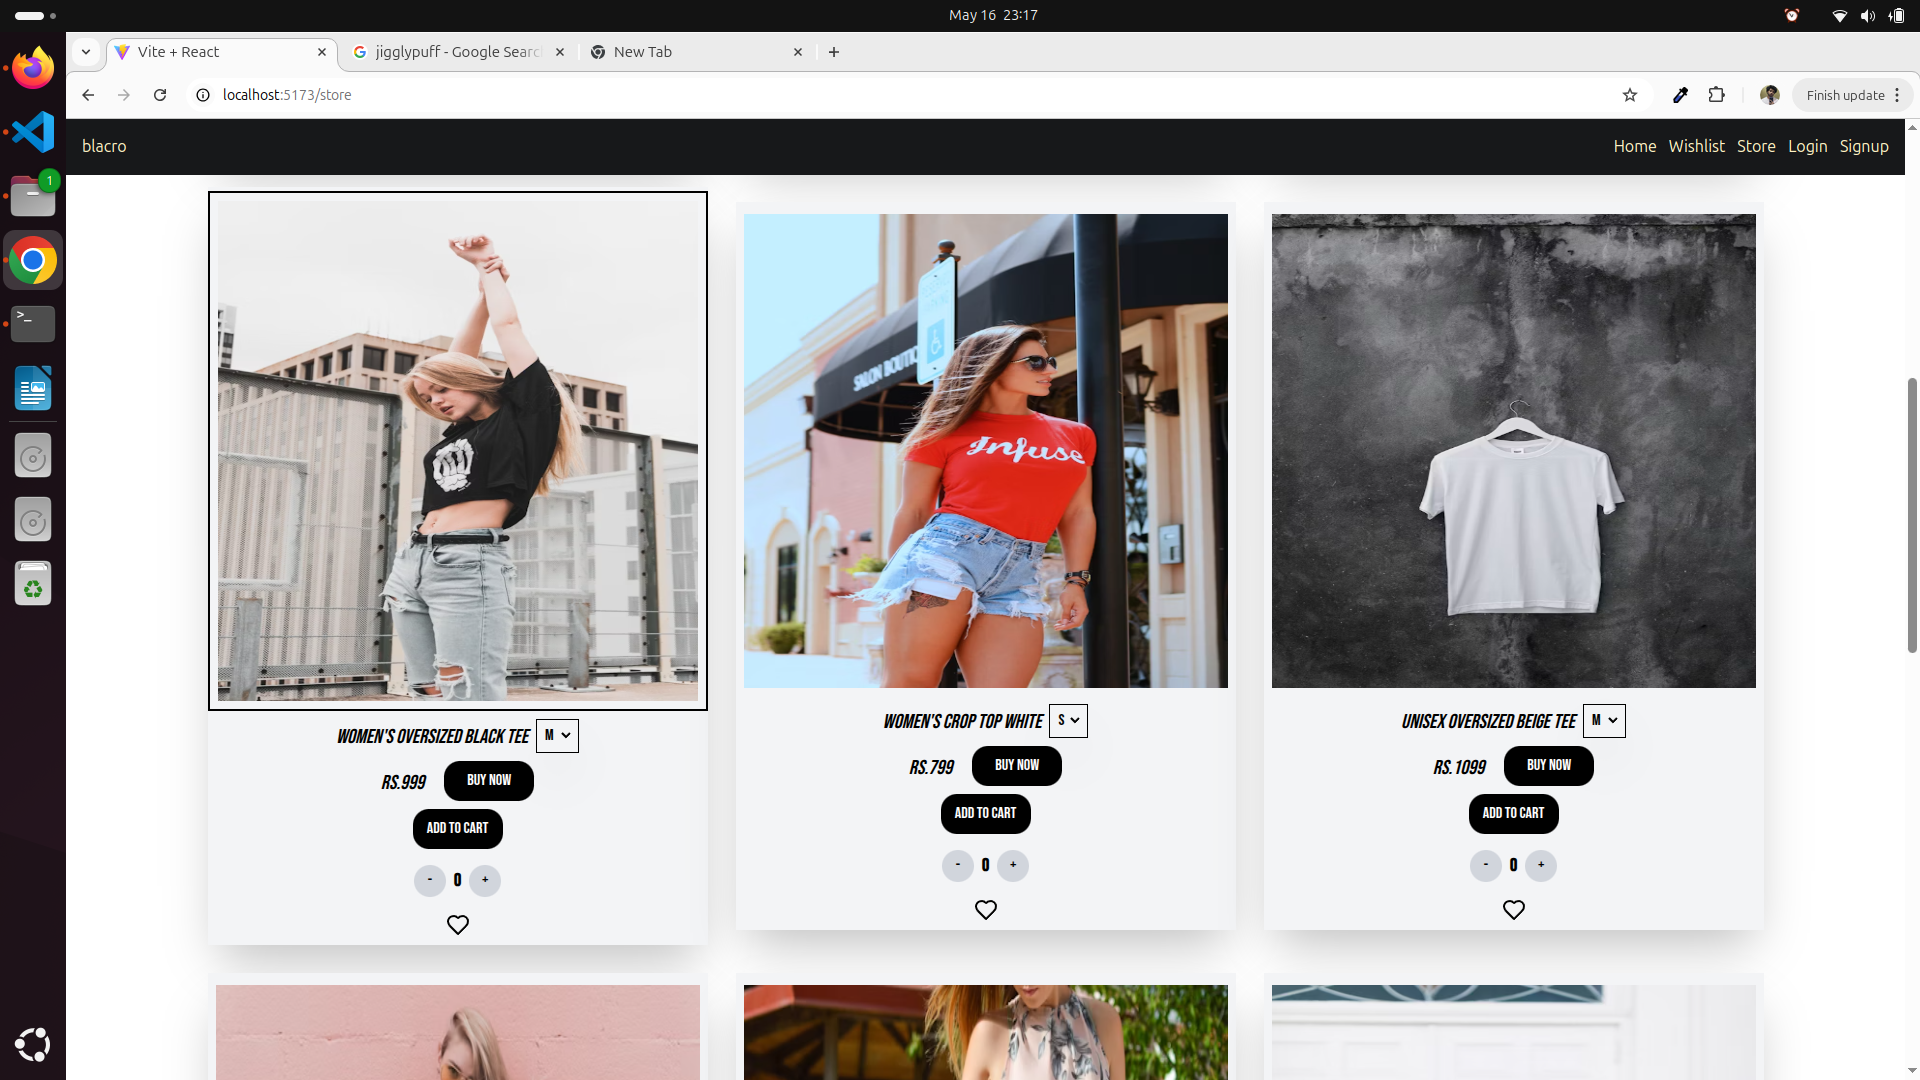 May 16 23:17
Vite + React
jigglypuff - Google Searc
New Tab
localhost:5173/store
Finish update
1
blacro
Home Wishlist Store Login Signup
SALON BOUTIQ
Infuse
WOMEN'S OVERSIZED BLACK TEE M
RS.999 BUY NOW
ADD TO CART
- 0 +
WOMEN'S CROP TOP WHITE S
RS.799 BUY NOW
ADD TO CART
- 0 +
UNISEX OVERSIZED BEIGE TEE M
RS.1099 BUY NOW
ADD TO CART
- 0 +